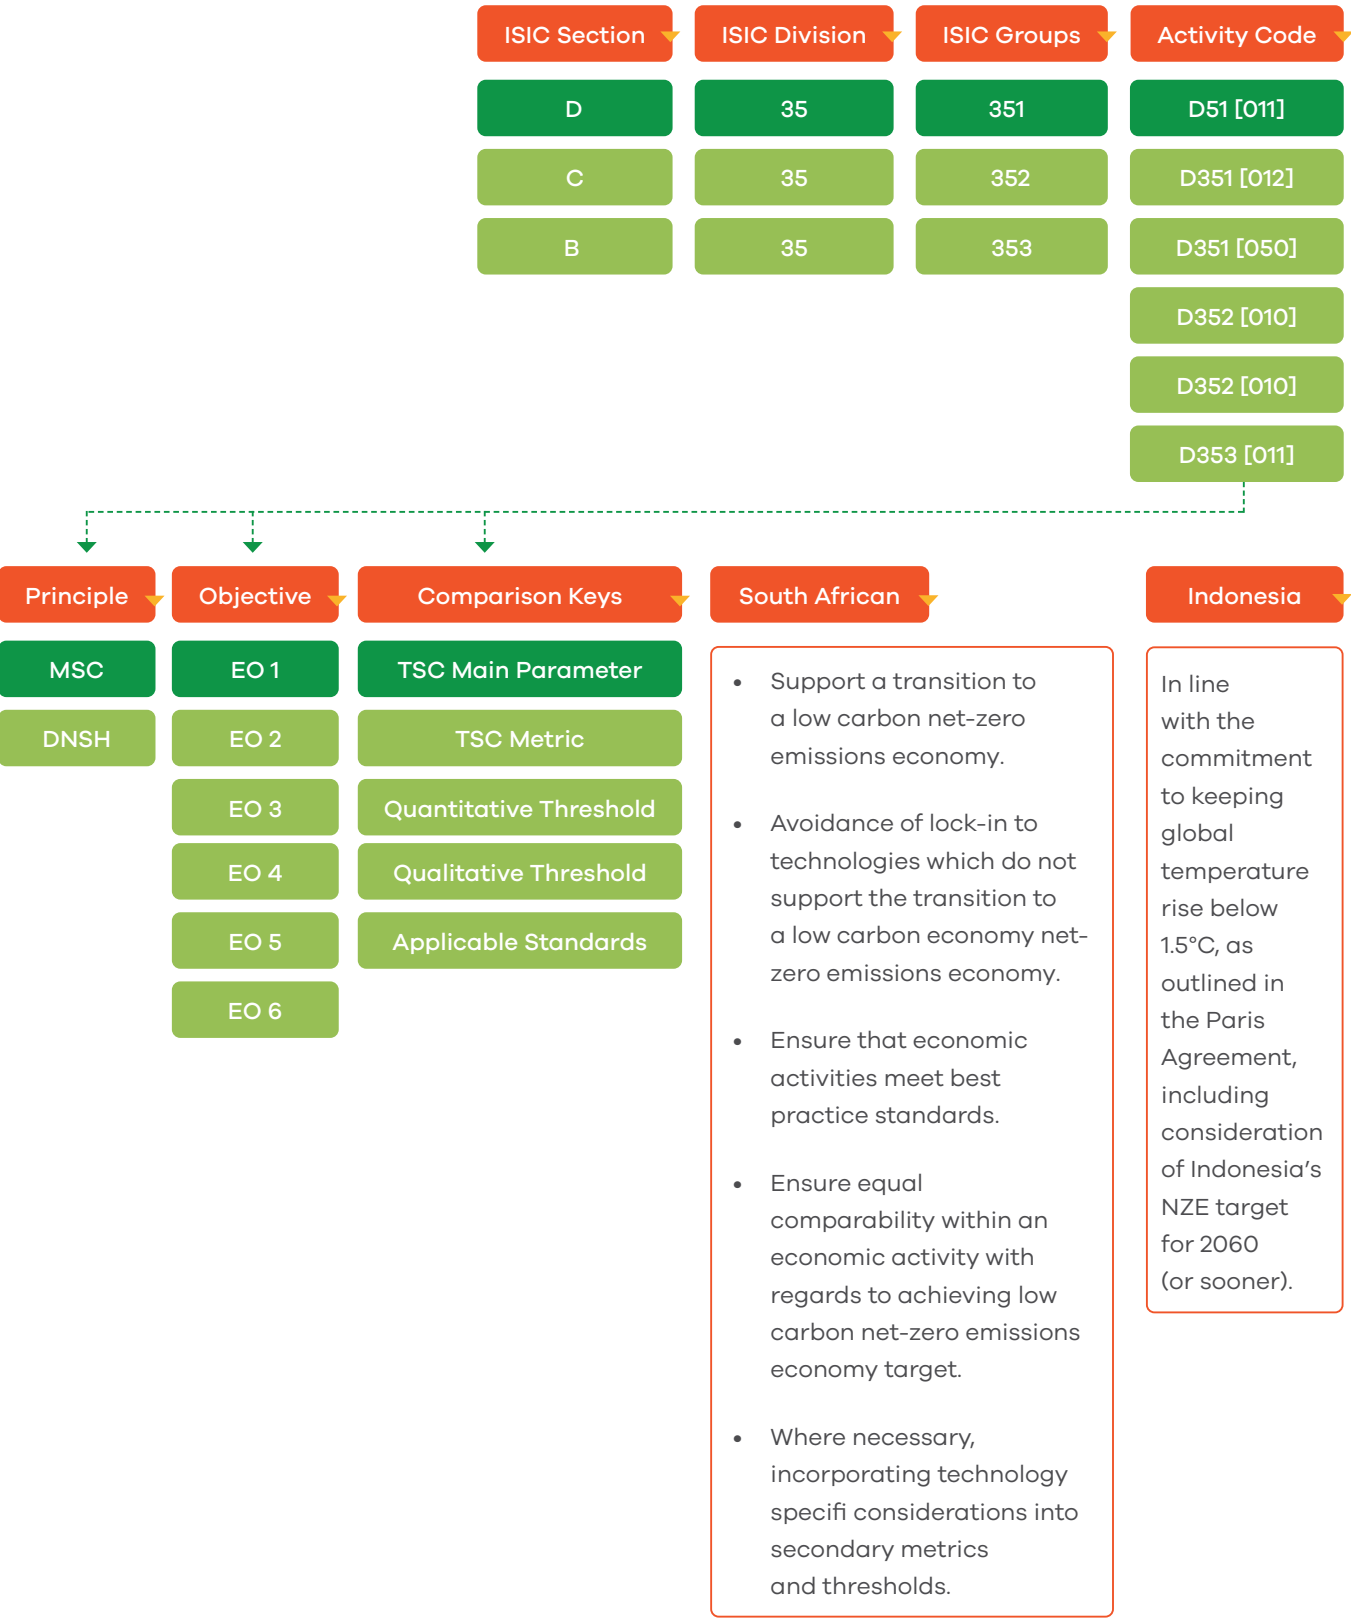 ISIC Section
ISIC Division
ISIC Groups
Activity Code
D
35
351
D51 [011]
C
35
352
D351 [012]
B
35
353
D351 [050]
D352 [010]
D352 [010]
D353 [011]
Principle
Objective
Comparison Keys
South African
Indonesia
MSC
DNSH
EO 1
EO 2
EO 3
EO 4
EO 5
EO 6
TSC Main Parameter
TSC Metric
Quantitative Threshold
Qualitative Threshold
Applicable Standards
• Support a transition to
a low carbon net-zero
emissions economy.
• Avoidance of lock-in to
technologies which do not
support the transition to
a low carbon economy net-
zero emissions economy.
• Ensure that economic
activities meet best
practice standards.
• Ensure equal
comparability within an
economic activity with
regards to achieving low
carbon net-zero emissions
economy target.
• Where necessary,
incorporating technology
specifi considerations into
secondary metrics
and thresholds.
In line
with the
commitment
to keeping
global
temperature
rise below
1.5°C, as
outlined in
the Paris
Agreement,
including
consideration
of Indonesia's
NZE target
for 2060
(or sooner).